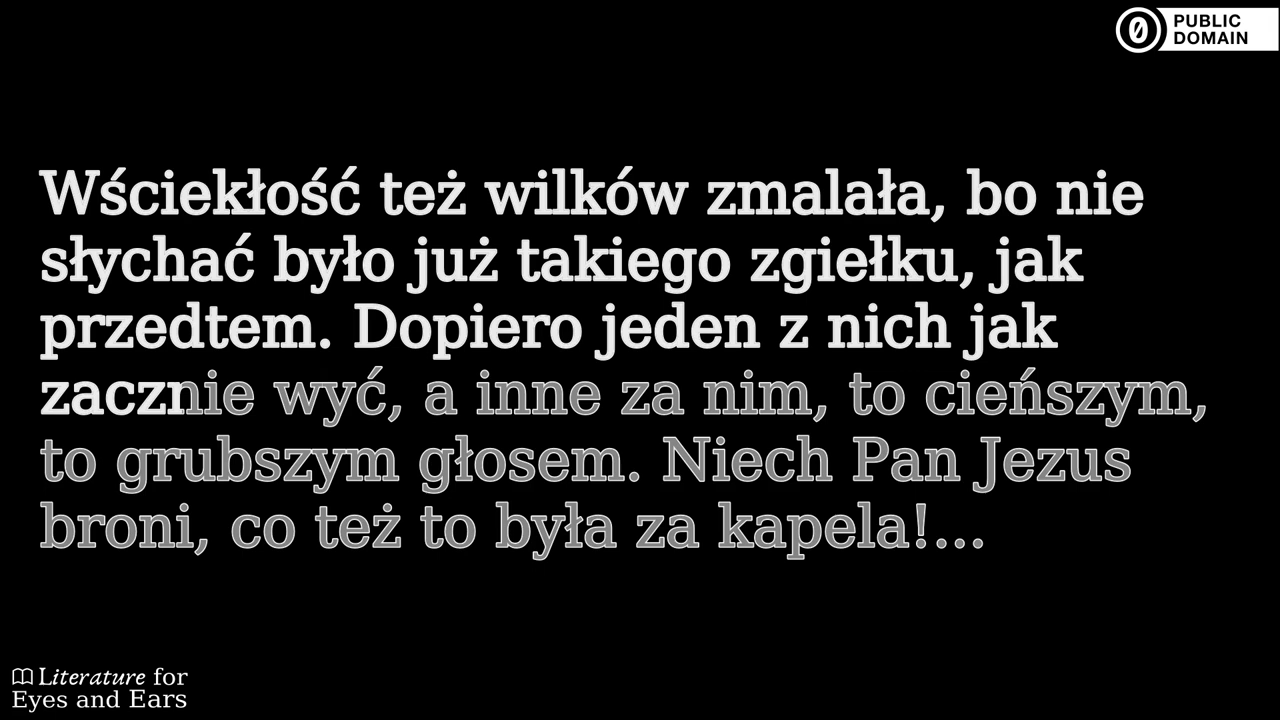 PUBLIC
DOMAIN
Wściekłość też wilków zmalała, bo nie
słychać było już takiego zgiełku, jak
przedtem. Dopiero jeden z nich jak
zacznie wyć, a inne za nim, to cieńszym,
to grubszym głosem. Niech Pan Jezus
broni, co też to była za kapela!...
Literature for
Eyes and Ears